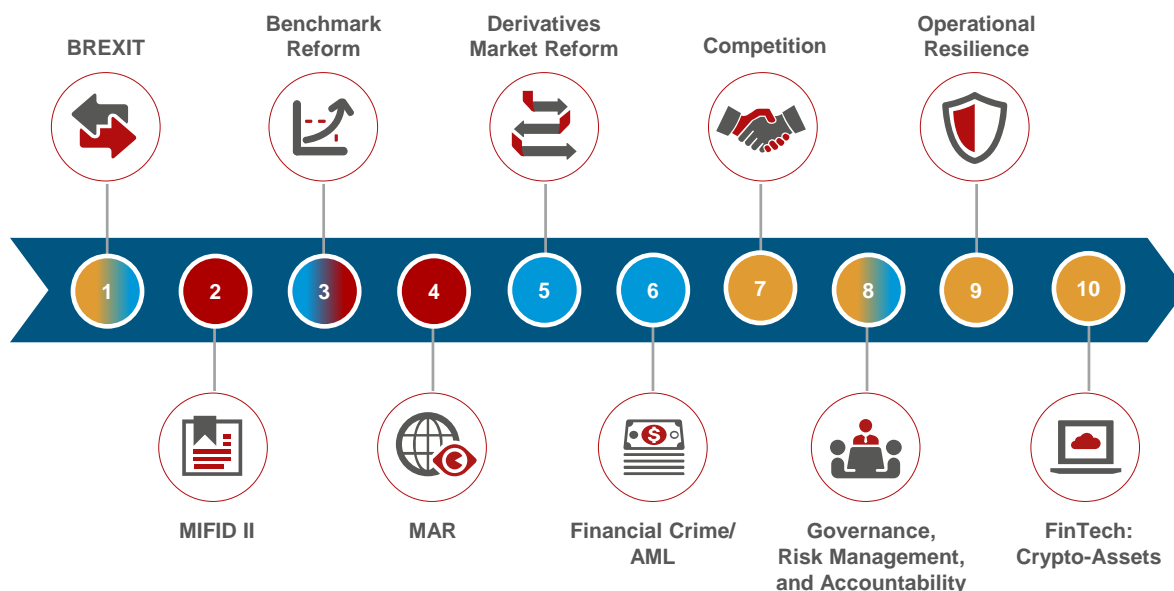 BREXIT
Benchmark
Reform
Derivatives
Market Reform
Competition
Operational
Resilience
1
2
3
4
5
6
7
8
9
10
MIFID II
MAR
$
Financial Crime/
AML
Governance,
Risk Management,
and Accountability
FinTech:
Crypto-Assets